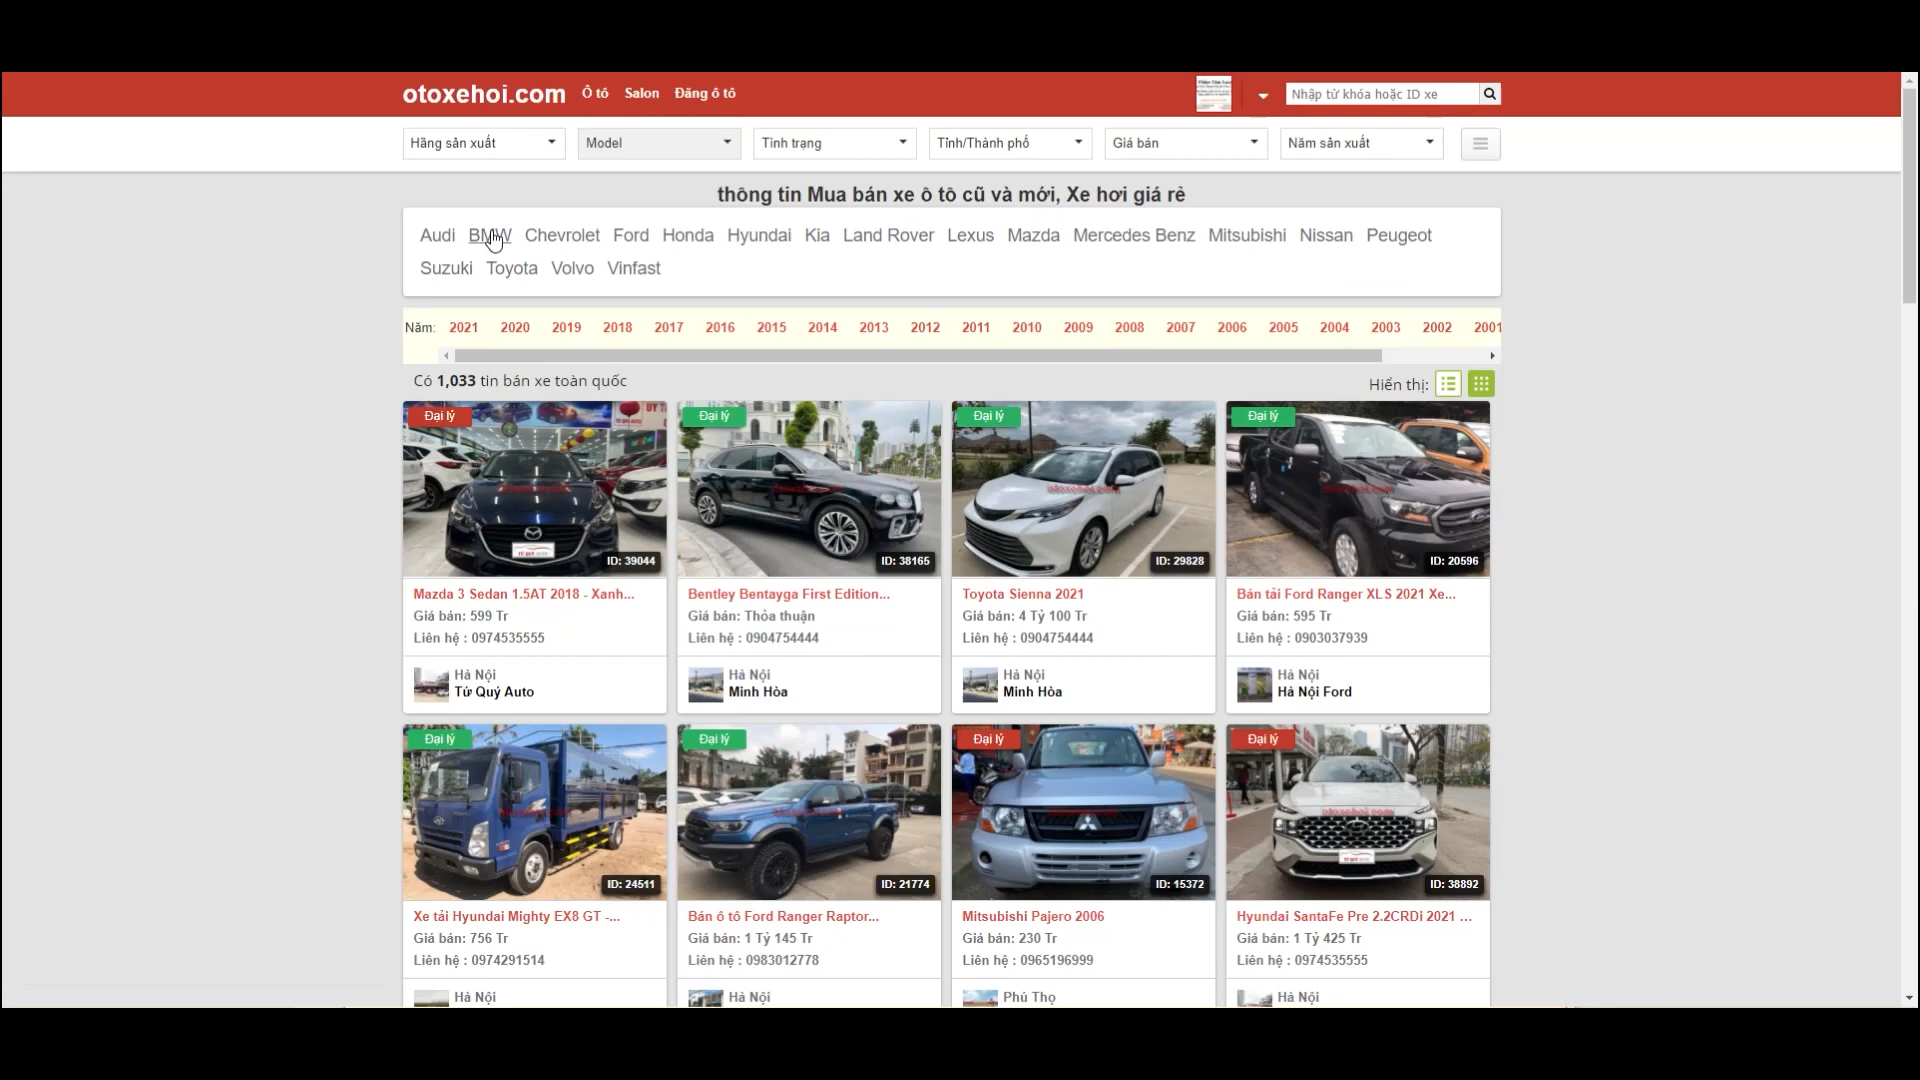 otoxehoi.com Ô tô Salon Đăng ô tô Nhập từ khóa hoặc ID xe
Hãng sản xuất Model Tình trạng Tỉnh/Thành phố Giá bán Năm sản xuất
thông tin Mua bán xe ô tô cũ và mới, Xe hơi giá rẻ
Audi BMW Chevrolet Ford Honda Hyundai Kia Land Rover Lexus Mazda Mercedes Benz Mitsubishi Nissan Peugeot
Suzuki Toyota Volvo Vinfast
Năm: 2021 2020 2019 2018 2017 2016 2015 2014 2013 2012 2011 2010 2009 2008 2007 2006 2005 2004 2003 2002 2001
Có 1,033 tin bán xe toàn quốc
Hiển thị:
Đại lý
ID: 39044
Mazda 3 Sedan 1.5AT 2018 - Xanh...
Giá bán: 599 Tr
Liên hệ : 0974535555
Hà Nội
Tứ Quý Auto
Đại lý
ID: 38165
Bentley Bentayga First Edition...
Giá bán: Thỏa thuận
Liên hệ : 0904754444
Hà Nội
Minh Hòa
Đại lý
otoxehoi.com
ID: 29828
Toyota Sienna 2021
Giá bán: 4 Tỷ 100 Tr
Liên hệ : 0904754444
Hà Nội
Minh Hòa
Đại lý
ID: 20596
Bán tải Ford Ranger XLS 2021 Xe...
Giá bán: 595 Tr
Liên hệ : 0903037939
Hà Nội
Hà Nội Ford
Đại lý
ID: 24511
Xe tải Hyundai Mighty EX8 GT -...
Giá bán: 756 Tr
Liên hệ : 0974291514
Hà Nội
Đại lý
ID: 21774
Bán ô tô Ford Ranger Raptor...
Giá bán: 1 Tỷ 145 Tr
Liên hệ : 0983012778
Hà Nội
Đại lý
ID: 15372
Mitsubishi Pajero 2006
Giá bán: 230 Tr
Liên hệ : 0965196999
Phú Thọ
Đại lý
otoxehoi.com
ID: 38892
Hyundai SantaFe Pre 2.2CRDi 2021 ...
Giá bán: 1 Tỷ 425 Tr
Liên hệ : 0974535555
Hà Nội